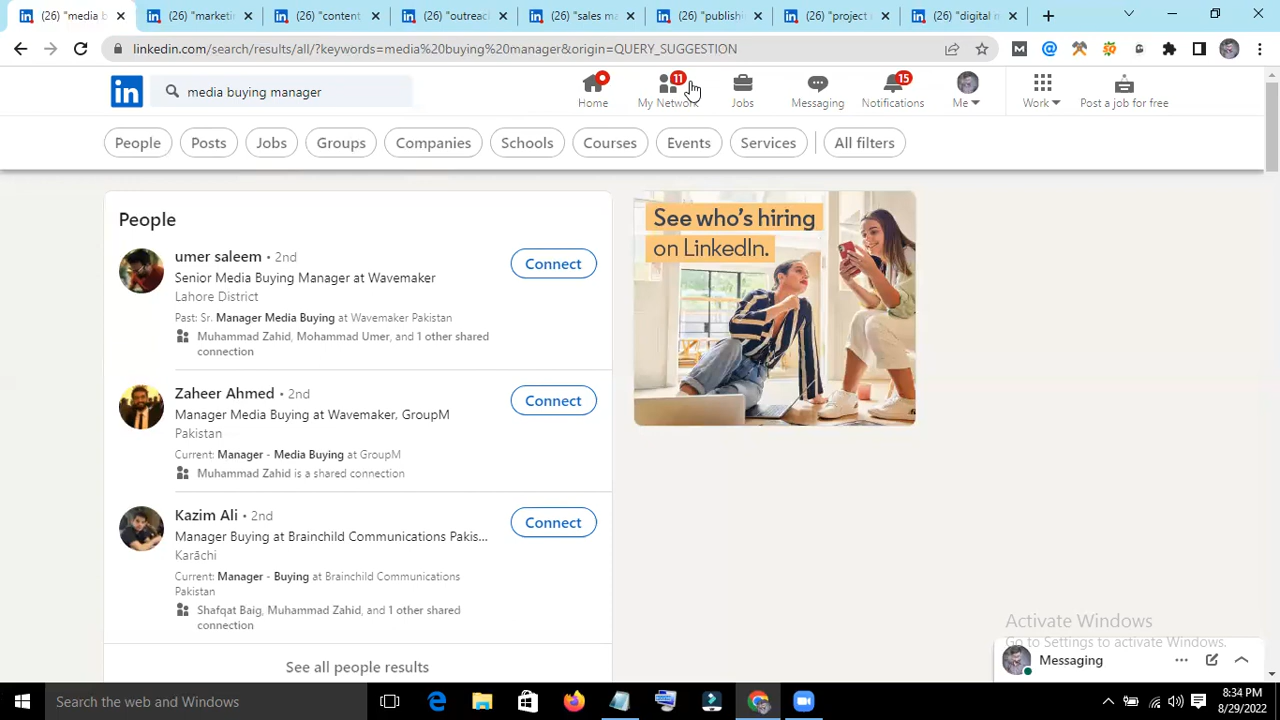 (26) "media b
(26) "marketin
(26) "content
(26) "outreac
(26) "sales ma
(26) "publishi
(26) "project
(26) "digital m
linkedin.com/search/results/all/?keywords=media%20buying%20manager&origin=QUERY_SUGGESTION
in
media buying manager
Home
11
My Network
Jobs
Messaging
15
Notifications
Me
Work
Post a job for free
People
Posts
Jobs
Groups
Companies
Schools
Courses
Events
Services
All filters
People
umer saleem • 2nd
Connect
Senior Media Buying Manager at Wavemaker
Lahore District
Past: Sr. Manager Media Buying at Wavemaker Pakistan
Muhammad Zahid, Mohammad Umer, and 1 other shared
connection
Zaheer Ahmed • 2nd
Connect
Manager Media Buying at Wavemaker, GroupM
Pakistan
Current: Manager - Media Buying at GroupM
Muhammad Zahid is a shared connection
Kazim Ali • 2nd
Connect
Manager Buying at Brainchild Communications Pakis...
Karāchi
Current: Manager - Buying at Brainchild Communications
Pakistan
Shafqat Baig, Muhammad Zahid, and 1 other shared
connection
See all people results
See who's hiring
on LinkedIn.
Activate Windows
Go to Settings to activate Windows.
Messaging
Search the web and Windows
8:34 PM
8/29/2022